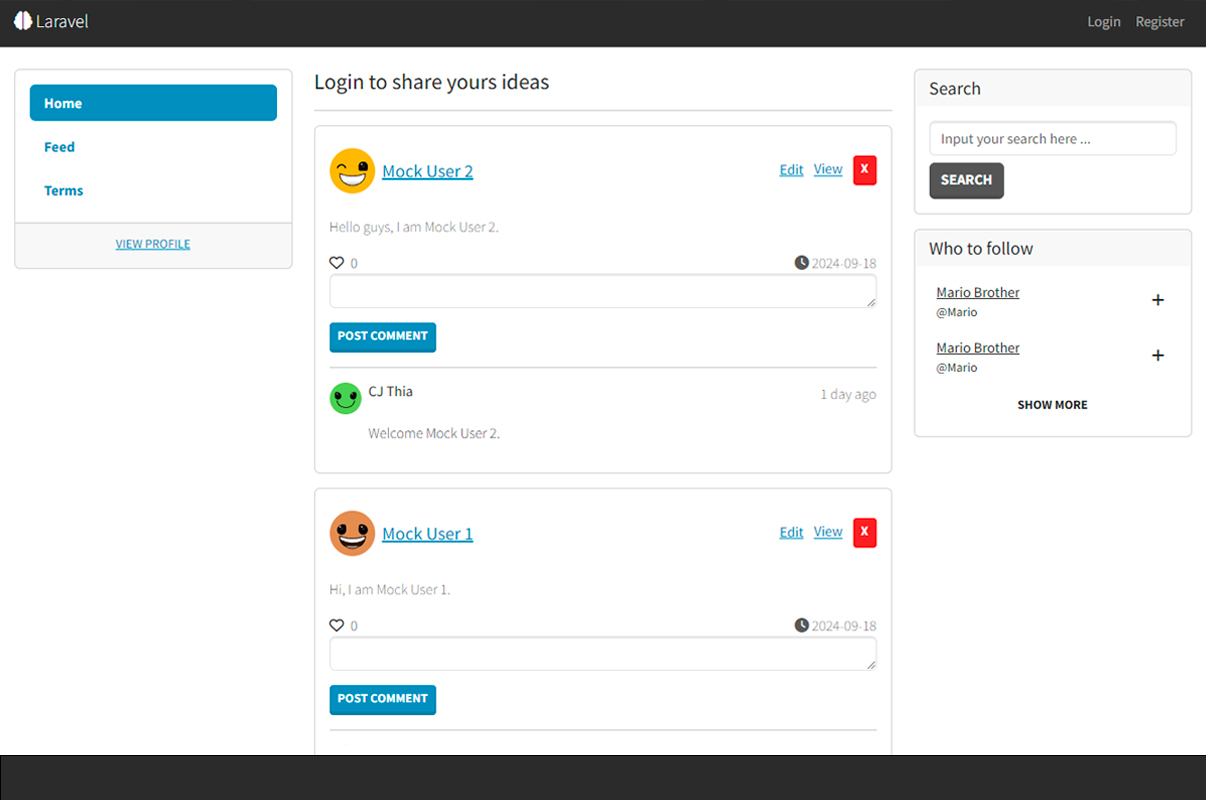 Laravel
Login Register
Home
Feed
Terms
VIEW PROFILE
Login to share yours ideas
Mock User 2
Edit View X
Hello guys, I am Mock User 2.
0 2024-09-18
POST COMMENT
CJ Thia 1 day ago
Welcome Mock User 2.
Mock User 1
Edit View X
Hi, I am Mock User 1.
0 2024-09-18
POST COMMENT
Search
Input your search here ...
SEARCH
Who to follow
Mario Brother
@Mario
+
Mario Brother
@Mario
+
SHOW MORE